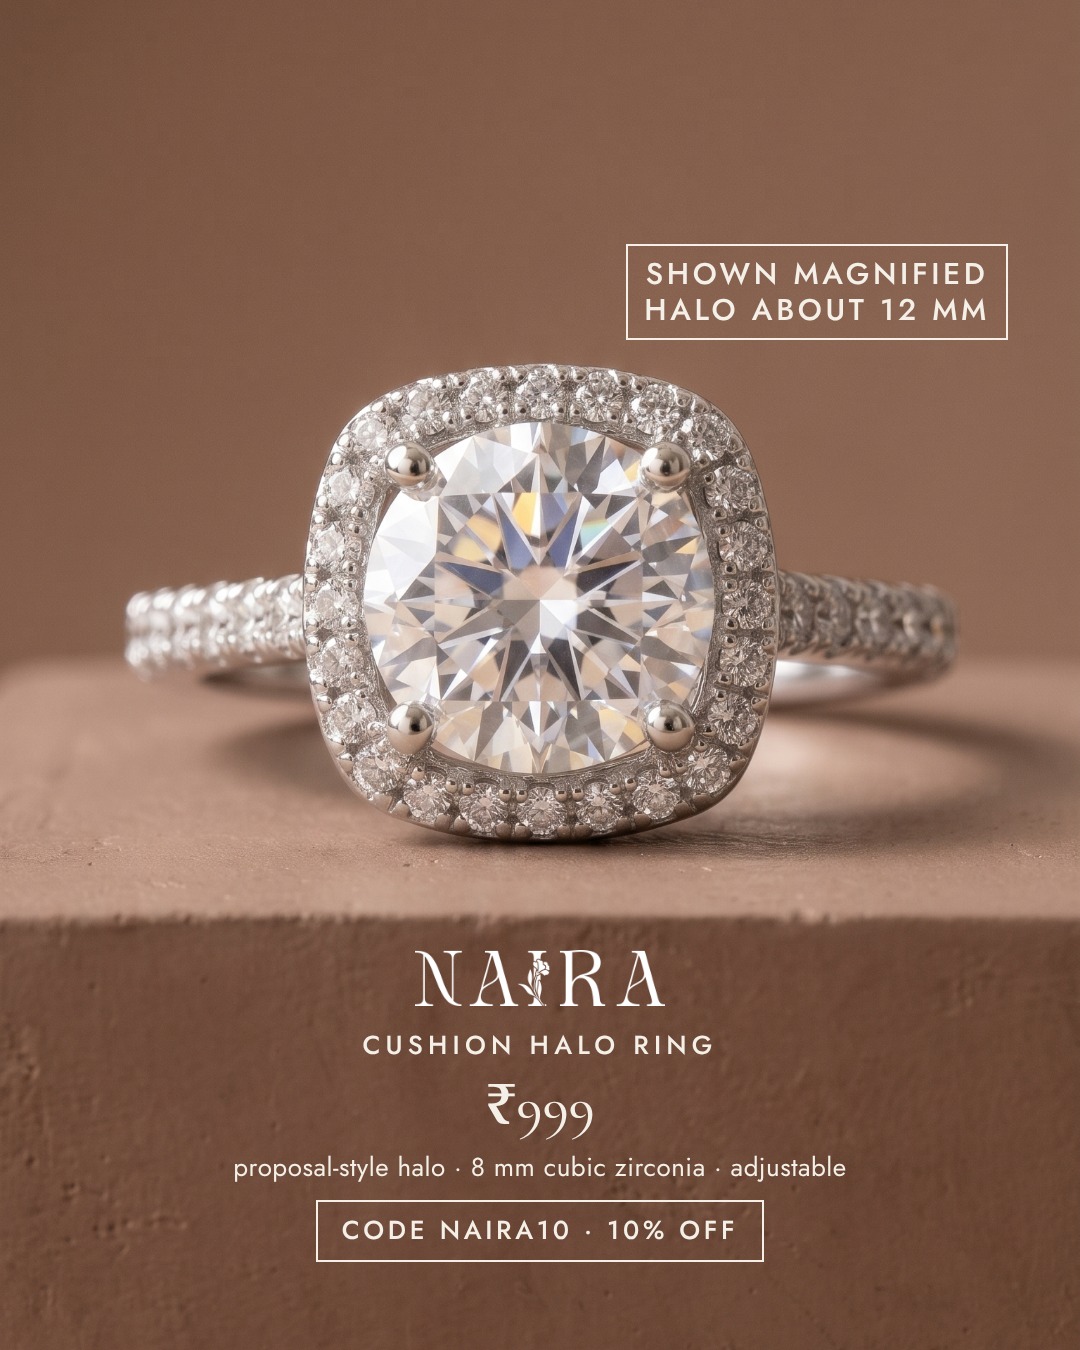 SHOWN MAGNIFIED
HALO ABOUT 12 MM
NAIRA
CUSHION HALO RING
₹999
proposal-style halo · 8 mm cubic zirconia · adjustable
CODE NAIRA10 · 10% OFF